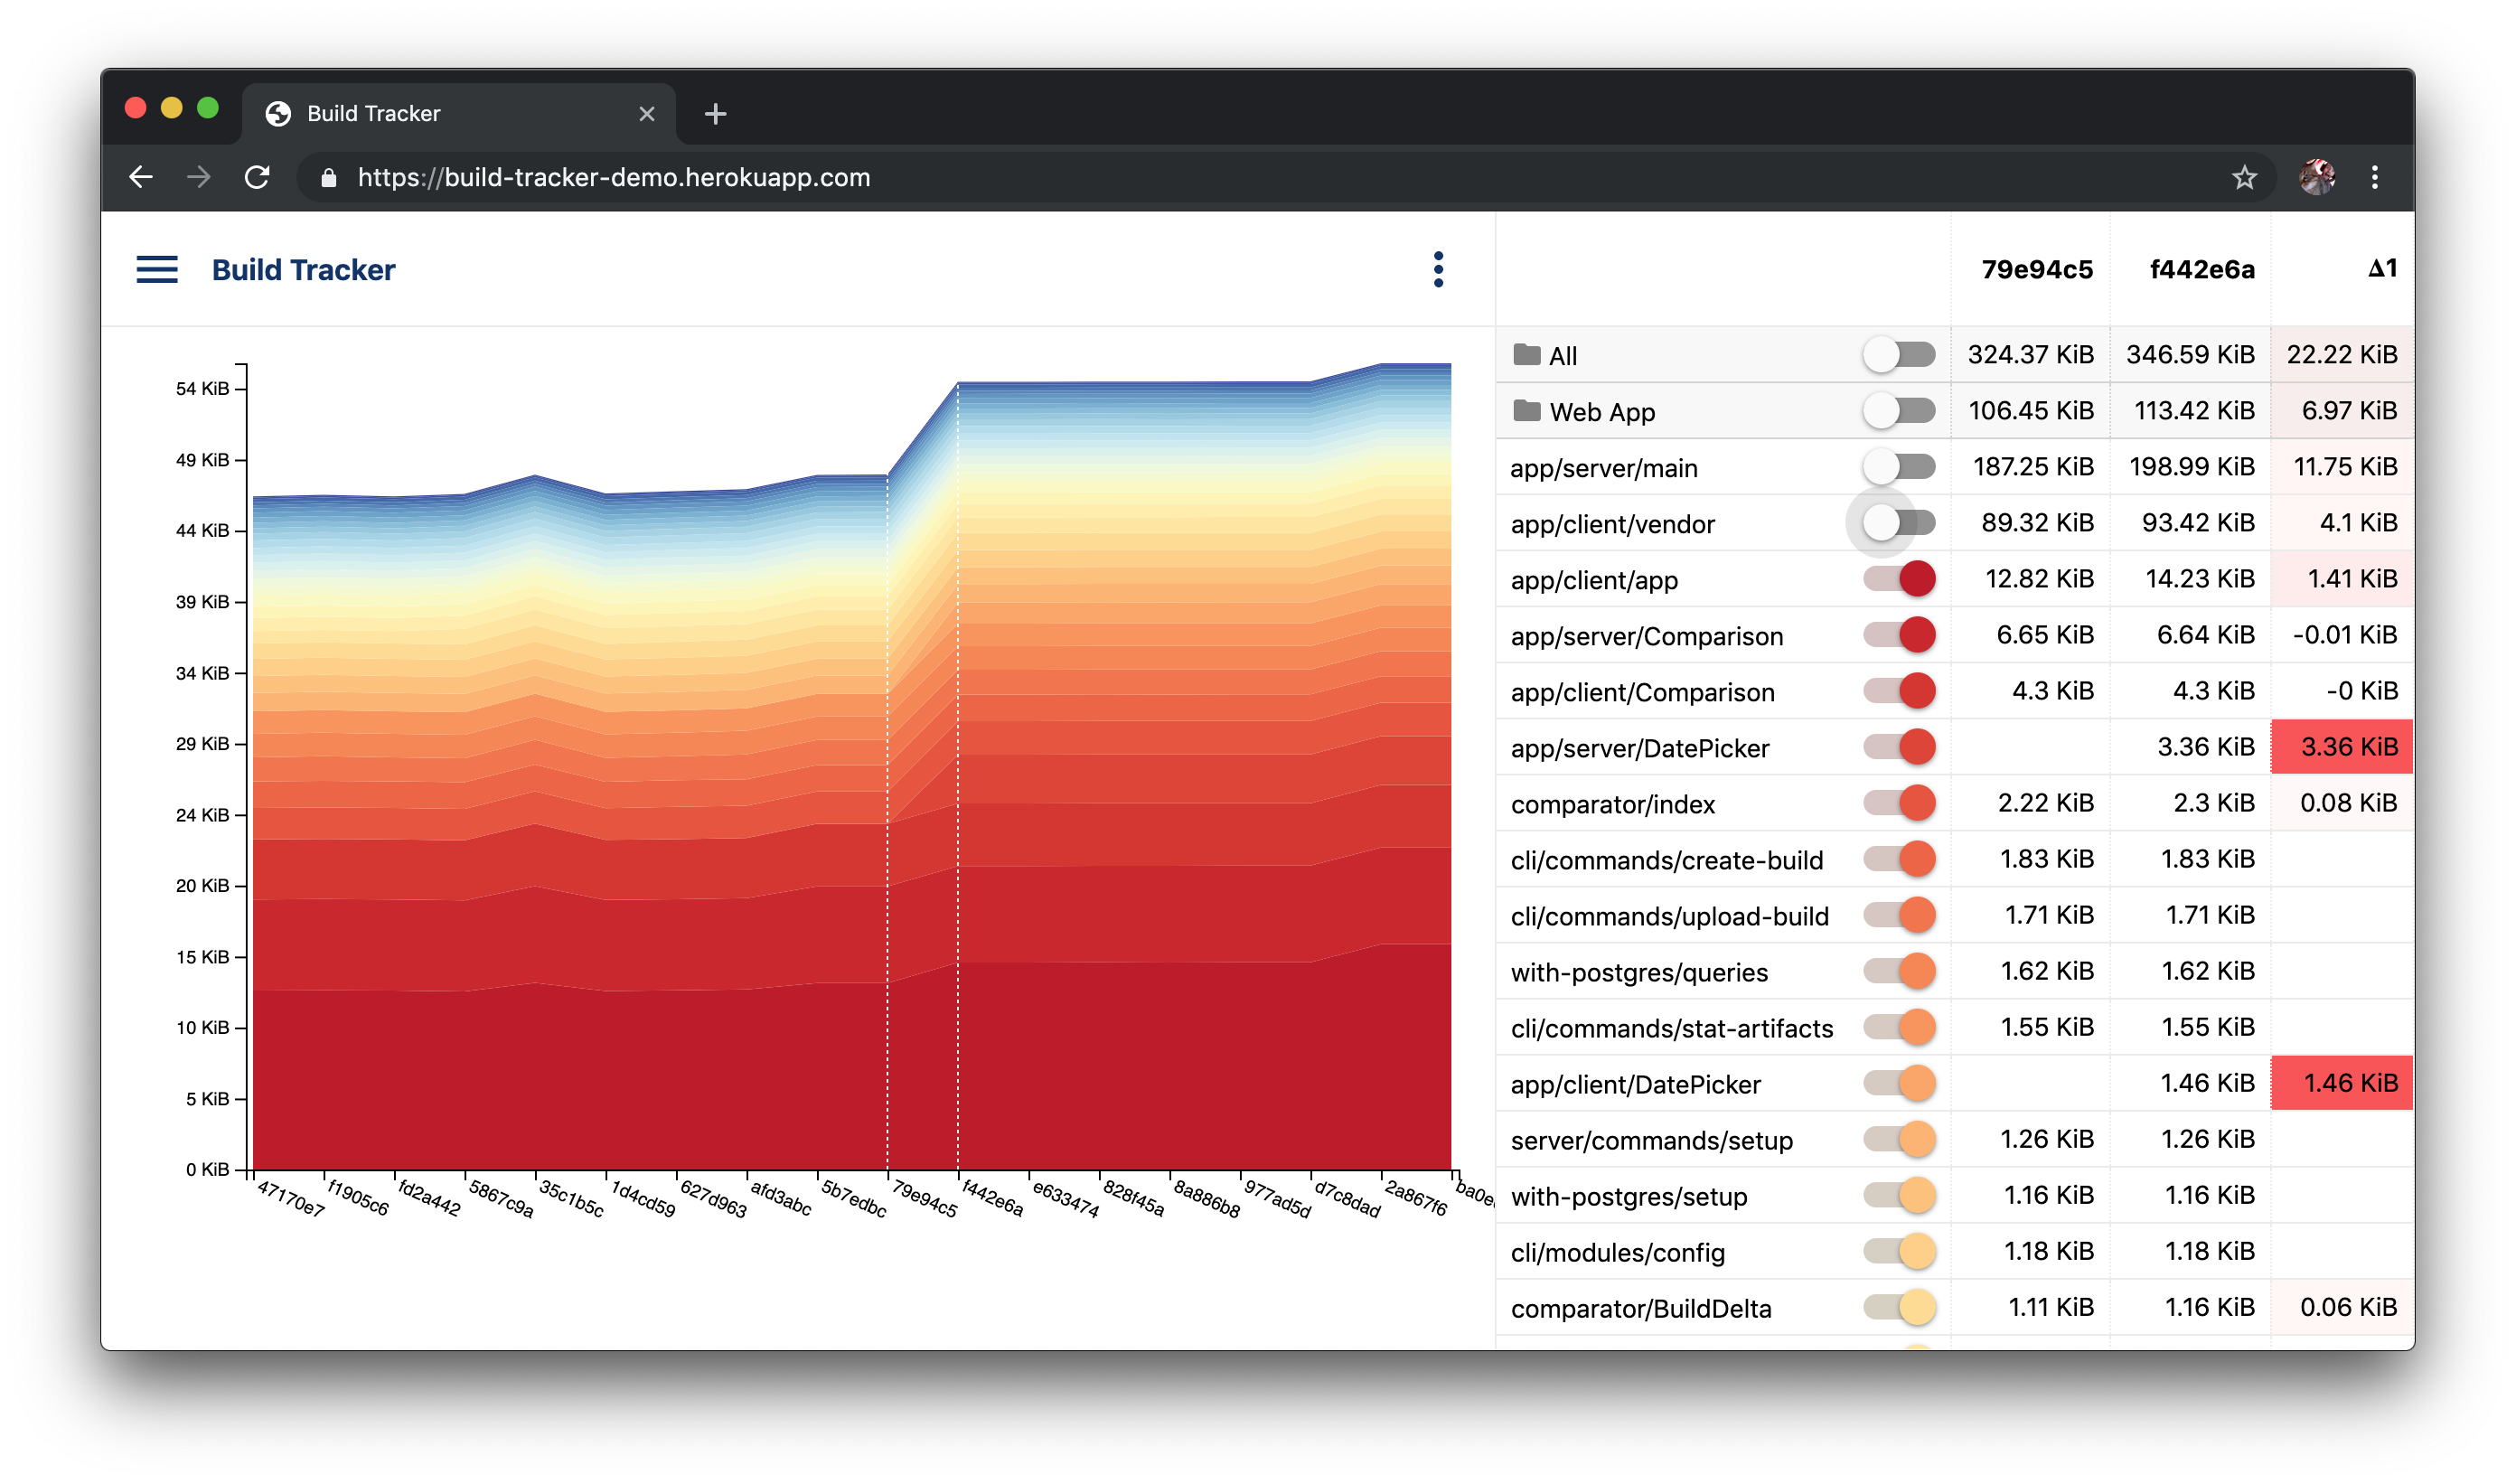 Build Tracker
https://build-tracker-demo.herokuapp.com
Build Tracker
79e94c5 f442e6a Δ1
All 324.37 KiB 346.59 KiB 22.22 KiB
Web App 106.45 KiB 113.42 KiB 6.97 KiB
app/server/main 187.25 KiB 198.99 KiB 11.75 KiB
app/client/vendor 89.32 KiB 93.42 KiB 4.1 KiB
app/client/app 12.82 KiB 14.23 KiB 1.41 KiB
app/server/Comparison 6.65 KiB 6.64 KiB -0.01 KiB
app/client/Comparison 4.3 KiB 4.3 KiB -0 KiB
app/server/DatePicker 3.36 KiB 3.36 KiB
comparator/index 2.22 KiB 2.3 KiB 0.08 KiB
cli/commands/create-build 1.83 KiB 1.83 KiB
cli/commands/upload-build 1.71 KiB 1.71 KiB
with-postgres/queries 1.62 KiB 1.62 KiB
cli/commands/stat-artifacts 1.55 KiB 1.55 KiB
app/client/DatePicker 1.46 KiB 1.46 KiB
server/commands/setup 1.26 KiB 1.26 KiB
with-postgres/setup 1.16 KiB 1.16 KiB
cli/modules/config 1.18 KiB 1.18 KiB
comparator/BuildDelta 1.11 KiB 1.16 KiB 0.06 KiB
54 KiB
49 KiB
44 KiB
39 KiB
34 KiB
29 KiB
24 KiB
20 KiB
15 KiB
10 KiB
5 KiB
0 KiB
47170e7 f1905c6 fd2a442 5867c9a 35c1b5c 1d4cd59 627d963 afd3abc 5b7edbc 79e94c5 f442e6a e633474 828f45a 8a886b8 977ad5d d7c8dad 2a867f6